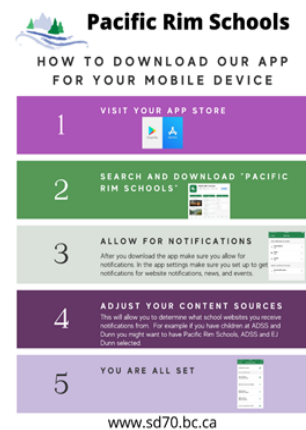 Pacific Rim Schools
HOW TO DOWNLOAD OUR APP
FOR YOUR MOBILE DEVICE
1
VISIT YOUR APP STORE
2
SEARCH AND DOWNLOAD "PACIFIC
RIM SCHOOLS"
3
ALLOW FOR NOTIFICATIONS
After you download the app make sure you allow for
notifications. In the app settings make sure you set up to get
notifications for website notifications, news, and events.
4
ADJUST YOUR CONTENT SOURCES
This will allow you to determine what school websites you receive
notifications from. For example if you have children at ADSS and
Dunn you might want to have Pacific Rim Schools, ADSS and EJ
Dunn selected.
5
YOU ARE ALL SET
www.sd70.bc.ca